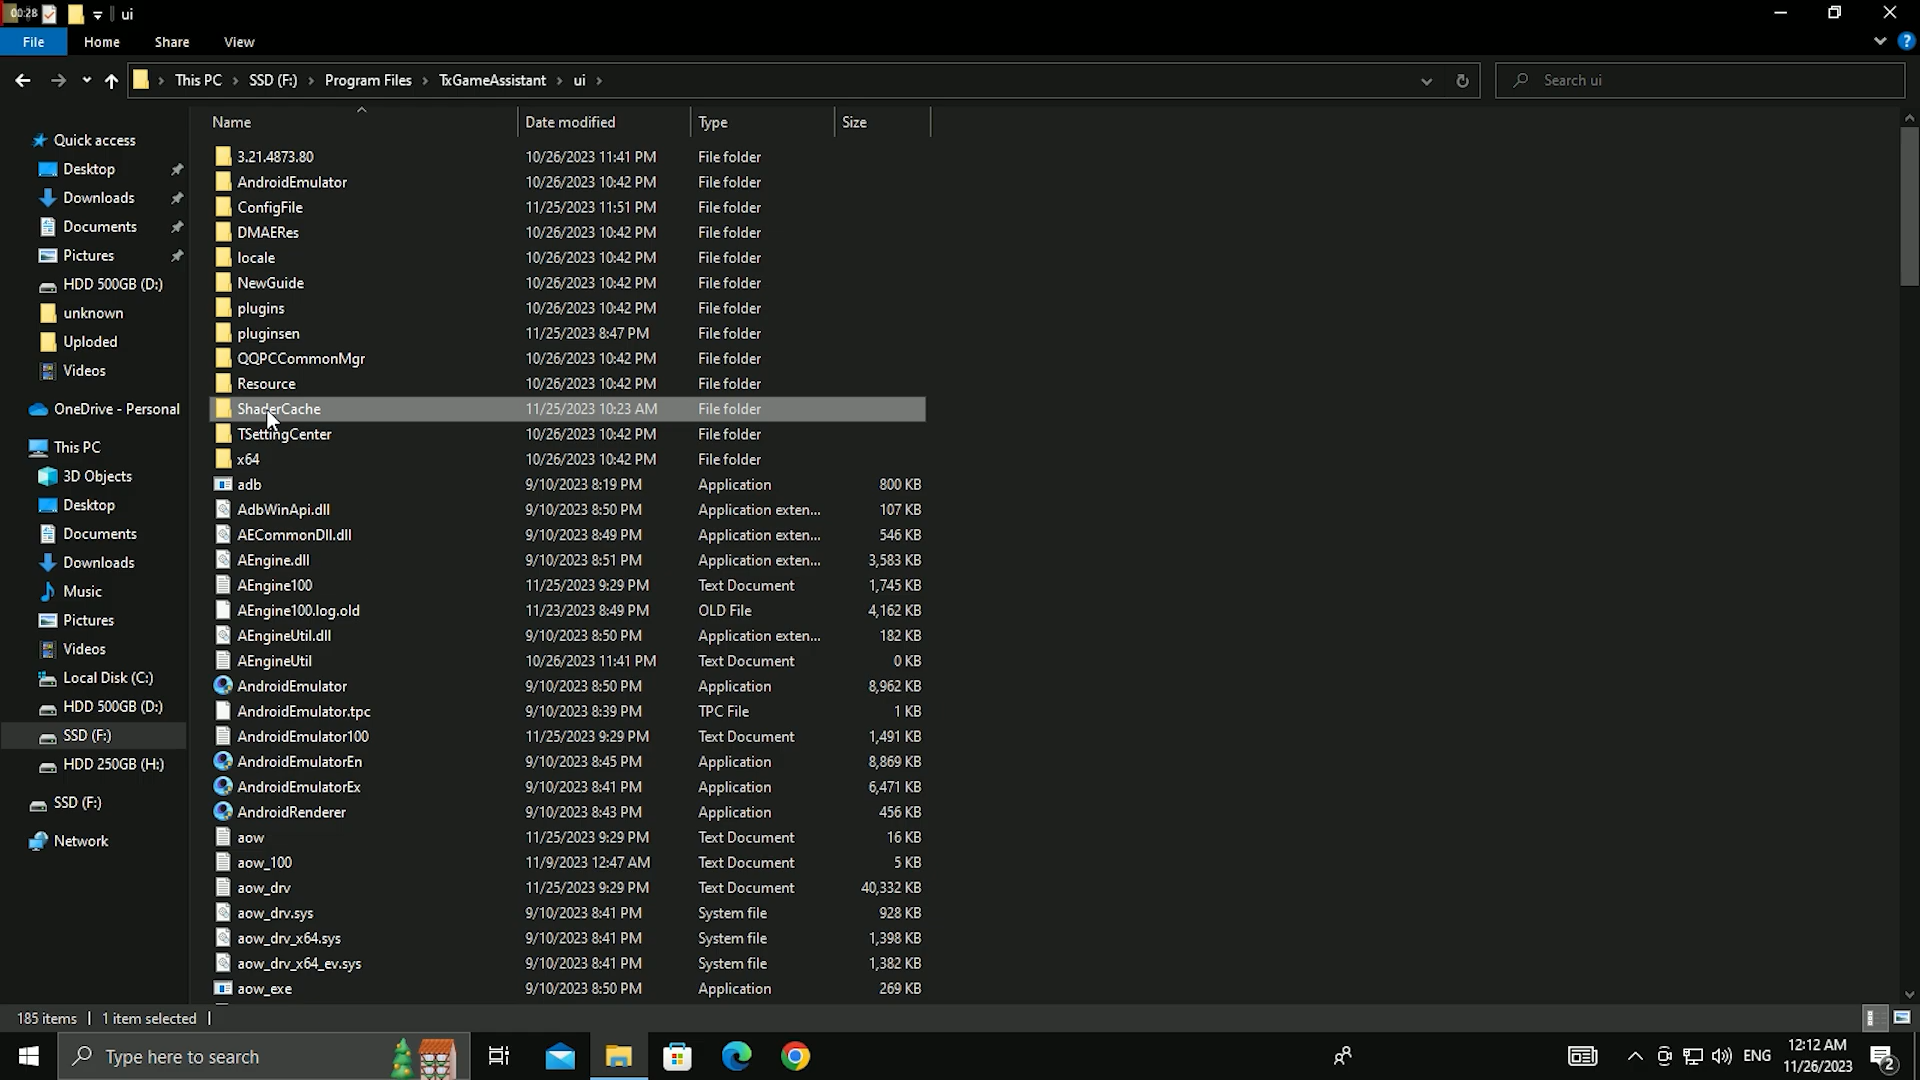 00:28 ui
File Home Share View
This PC SSD (F:) Program Files TxGameAssistant ui Search ui
Name Date modified Type Size
Quick access
Desktop
Downloads
Documents
Pictures
HDD 500GB (D:)
unknown
Uploded
Videos
OneDrive - Personal
This PC
3D Objects
Desktop
Documents
Downloads
Music
Pictures
Videos
Local Disk (C:)
HDD 500GB (D:)
SSD (F:)
HDD 250GB (H:)
SSD (F:)
Network
3.21.4873.80 10/26/2023 11:41 PM File folder
AndroidEmulator 10/26/2023 10:42 PM File folder
ConfigFile 11/25/2023 11:51 PM File folder
DMAERes 10/26/2023 10:42 PM File folder
locale 10/26/2023 10:42 PM File folder
NewGuide 10/26/2023 10:42 PM File folder
plugins 10/26/2023 10:42 PM File folder
pluginsen 11/25/2023 8:47 PM File folder
QQPCCommonMgr 10/26/2023 10:42 PM File folder
Resource 10/26/2023 10:42 PM File folder
ShaderCache 11/25/2023 10:23 AM File folder
TSettingCenter 10/26/2023 10:42 PM File folder
x64 10/26/2023 10:42 PM File folder
adb 9/10/2023 8:19 PM Application 800 KB
AdbWinApi.dll 9/10/2023 8:50 PM Application exten... 107 KB
AECommonDll.dll 9/10/2023 8:49 PM Application exten... 546 KB
AEngine.dll 9/10/2023 8:51 PM Application exten... 3,583 KB
AEngine100 11/25/2023 9:29 PM Text Document 1,745 KB
AEngine100.log.old 11/23/2023 8:49 PM OLD File 4,162 KB
AEngineUtil.dll 9/10/2023 8:50 PM Application exten... 182 KB
AEngineUtil 10/26/2023 11:41 PM Text Document 0 KB
AndroidEmulator 9/10/2023 8:50 PM Application 8,962 KB
AndroidEmulator.tpc 9/10/2023 8:39 PM TPC File 1 KB
AndroidEmulator100 11/25/2023 9:29 PM Text Document 1,491 KB
AndroidEmulatorEn 9/10/2023 8:45 PM Application 8,869 KB
AndroidEmulatorEx 9/10/2023 8:41 PM Application 6,471 KB
AndroidRenderer 9/10/2023 8:43 PM Application 456 KB
aow 11/25/2023 9:29 PM Text Document 16 KB
aow_100 11/9/2023 12:47 AM Text Document 5 KB
aow_drv 11/25/2023 9:29 PM Text Document 40,332 KB
aow_drv.sys 9/10/2023 8:41 PM System file 928 KB
aow_drv_x64.sys 9/10/2023 8:41 PM System file 1,398 KB
aow_drv_x64_ev.sys 9/10/2023 8:41 PM System file 1,382 KB
aow_exe 9/10/2023 8:50 PM Application 269 KB
185 items 1 item selected
Type here to search ENG 12:12 AM
11/26/2023 2